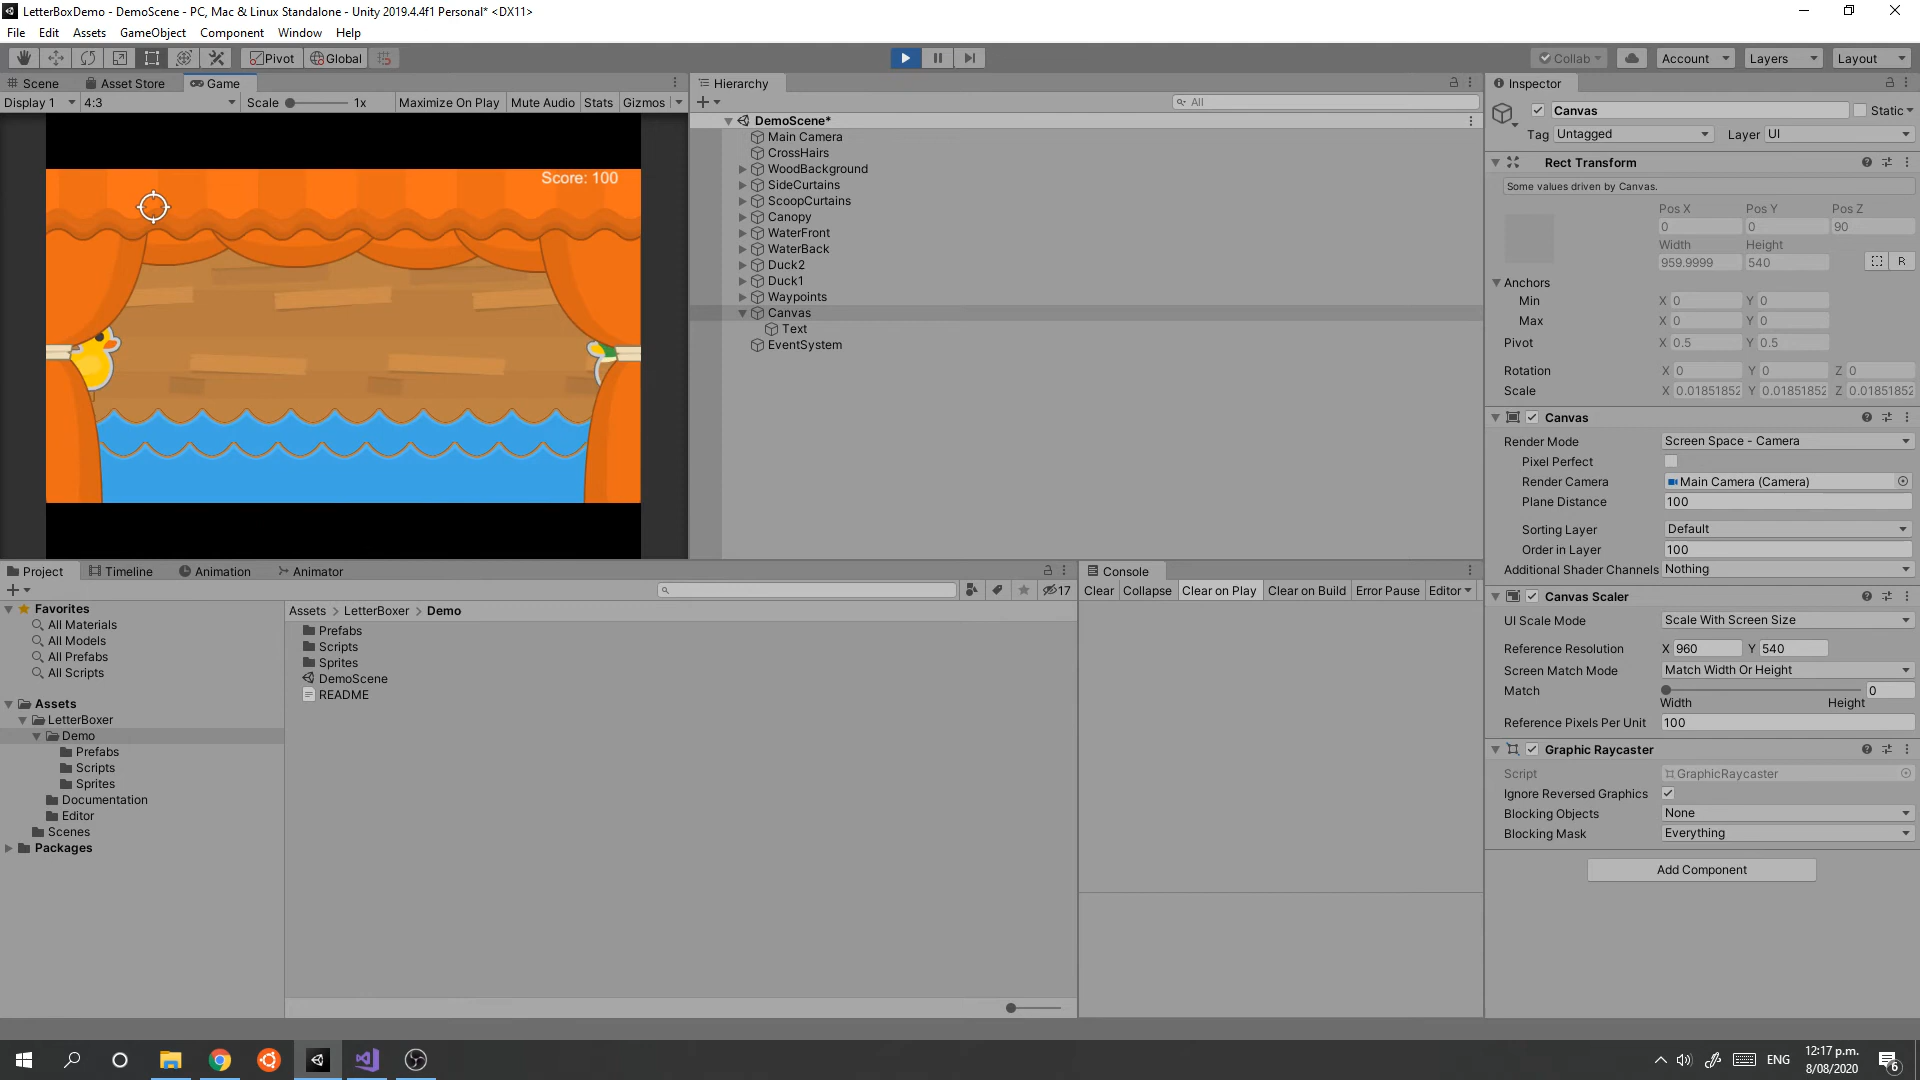 LetterBoxDemo - DemoScene - PC, Mac & Linux Standalone - Unity 2019.4.4f1 Personal* <DX11>
File Edit Assets GameObject Component Window Help
Pivot Global Collab Account Layers Layout
Scene Asset Store Game
Display 1 4:3 Scale 1x Maximize On Play Mute Audio Stats Gizmos
Score: 100
Hierarchy
All
DemoScene*
Main Camera
CrossHairs
WoodBackground
SideCurtains
ScoopCurtains
Canopy
WaterFront
WaterBack
Duck2
Duck1
Waypoints
Canvas
Text
EventSystem
Inspector
Canvas Static
Tag Untagged Layer UI
Rect Transform
Some values driven by Canvas.
Pos X Pos Y Pos Z
0 0 90
Width Height
959.9999 540 R
Anchors
Min X 0 Y 0
Max X 0 Y 0
Pivot X 0.5 Y 0.5
Rotation X 0 Y 0 Z 0
Scale X 0.01851852 Y 0.01851852 Z 0.01851852
Canvas
Render Mode Screen Space - Camera
Pixel Perfect
Render Camera Main Camera (Camera)
Plane Distance 100
Sorting Layer Default
Order in Layer 100
Additional Shader Channels Nothing
Canvas Scaler
UI Scale Mode Scale With Screen Size
Reference Resolution X 960 Y 540
Screen Match Mode Match Width Or Height
Match 0
Width Height
Reference Pixels Per Unit 100
Graphic Raycaster
Script GraphicRaycaster
Ignore Reversed Graphics
Blocking Objects None
Blocking Mask Everything
Add Component
Project Timeline Animation Animator
17
Favorites
All Materials
All Models
All Prefabs
All Scripts
Assets
LetterBoxer
Demo
Prefabs
Scripts
Sprites
Documentation
Editor
Scenes
Packages
Assets > LetterBoxer > Demo
Prefabs
Scripts
Sprites
DemoScene
README
Console
Clear Collapse Clear on Play Clear on Build Error Pause Editor
ENG 12:17 p.m.
8/08/2020
6